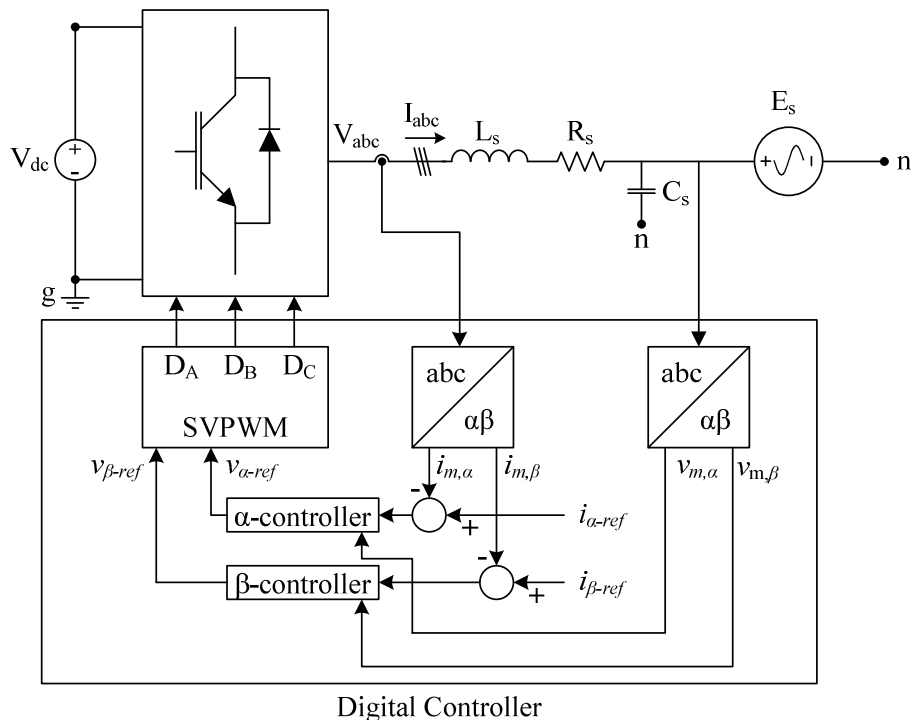 E_s
I_abc
V_abc
L_s
R_s
+
-
V_dc
+
-
n
C_s
n
g
D_A D_B D_C
SVPWM
abc
αβ
abc
αβ
v_β-ref
v_α-ref
i_m,α
i_m,β
v_m,α
v_m,β
-
α-controller
+
i_α-ref
-
β-controller
+
i_β-ref
Digital Controller